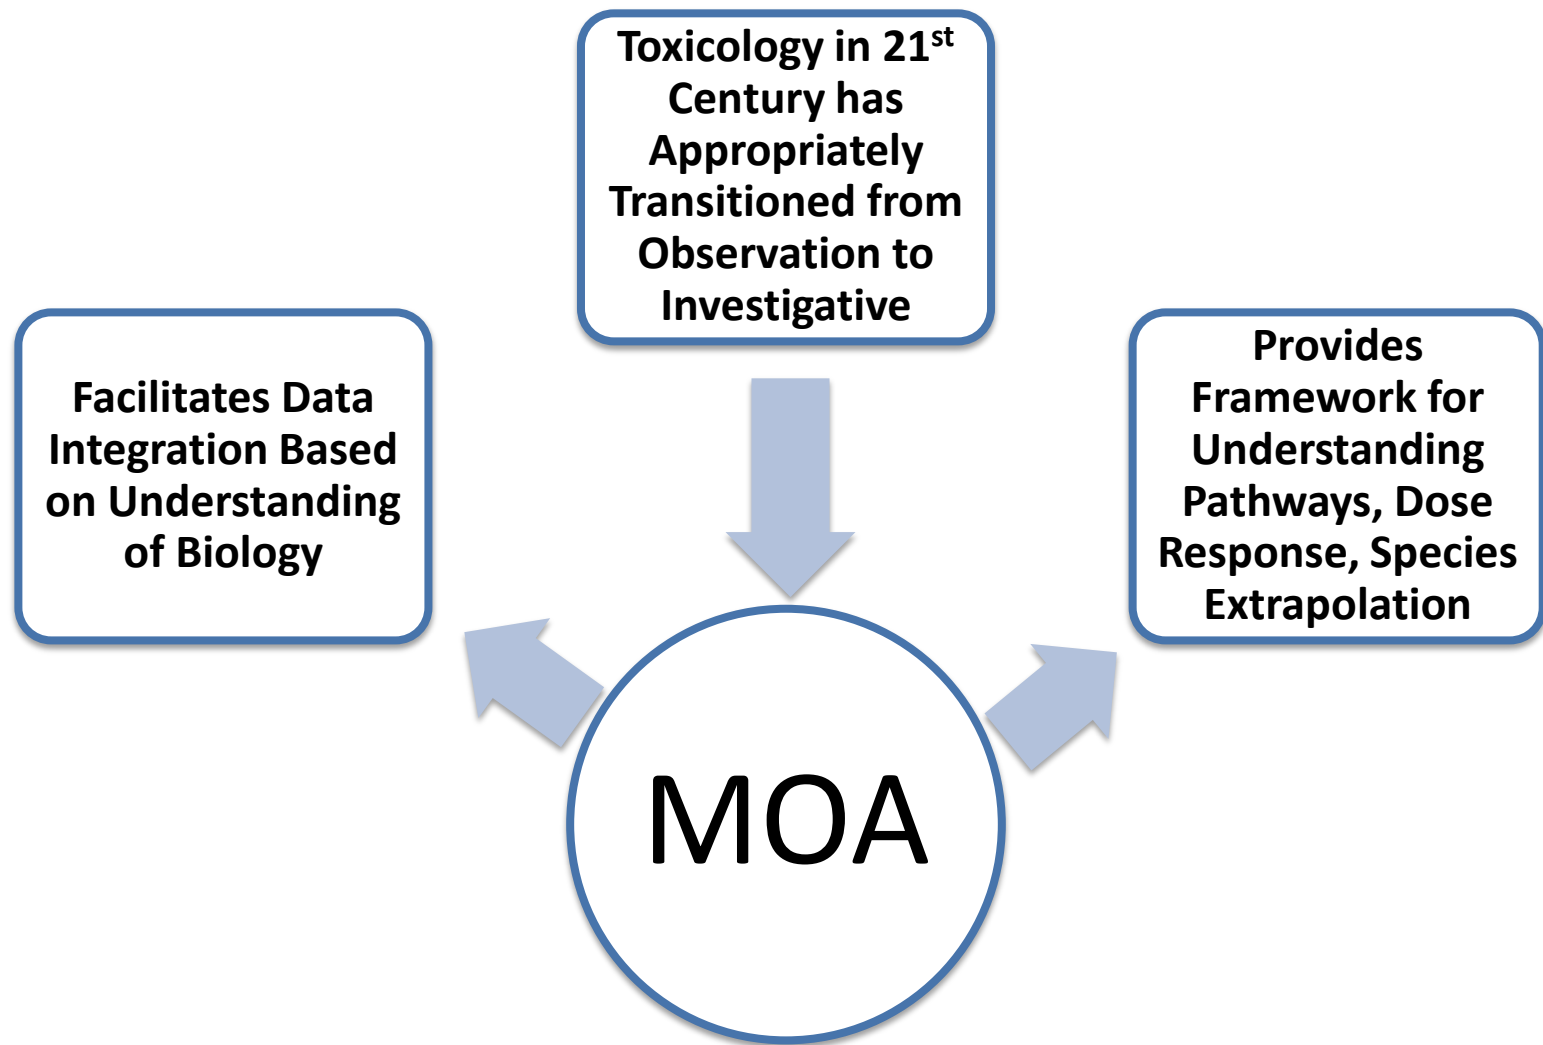 Toxicology in 21st
Century has
Appropriately
Transitioned from
Observation to
Investigative
Facilitates Data
Integration Based
on Understanding
of Biology
Provides
Framework for
Understanding
Pathways, Dose
Response, Species
Extrapolation
MOA